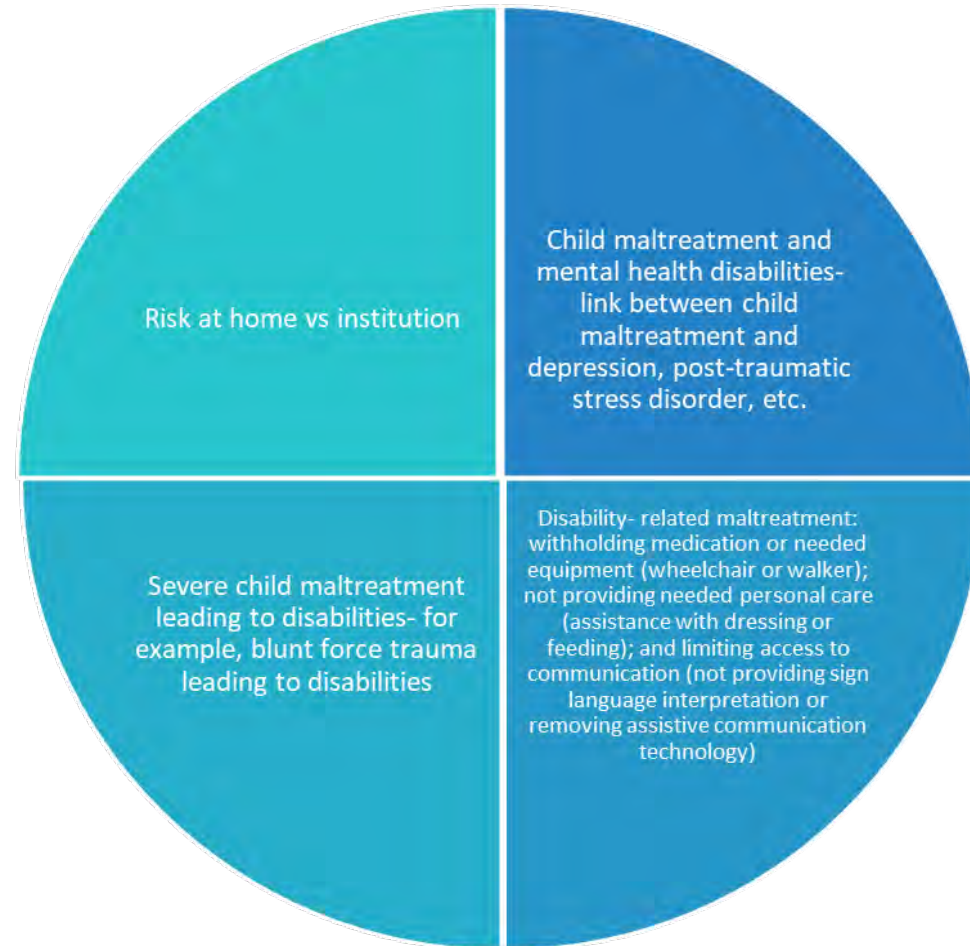 Risk at home vs institution
Child maltreatment and
mental health disabilities-
link between child
maltreatment and
depression, post-traumatic
stress disorder, etc.
Severe child maltreatment
leading to disabilities- for
example, blunt force trauma
leading to disabilities
Disability- related maltreatment:
withholding medication or needed
equipment (wheelchair or walker);
not providing needed personal care
(assistance with dressing or
feeding); and limiting access to
communication (not providing sign
language interpretation or
removing assistive communication
technology)